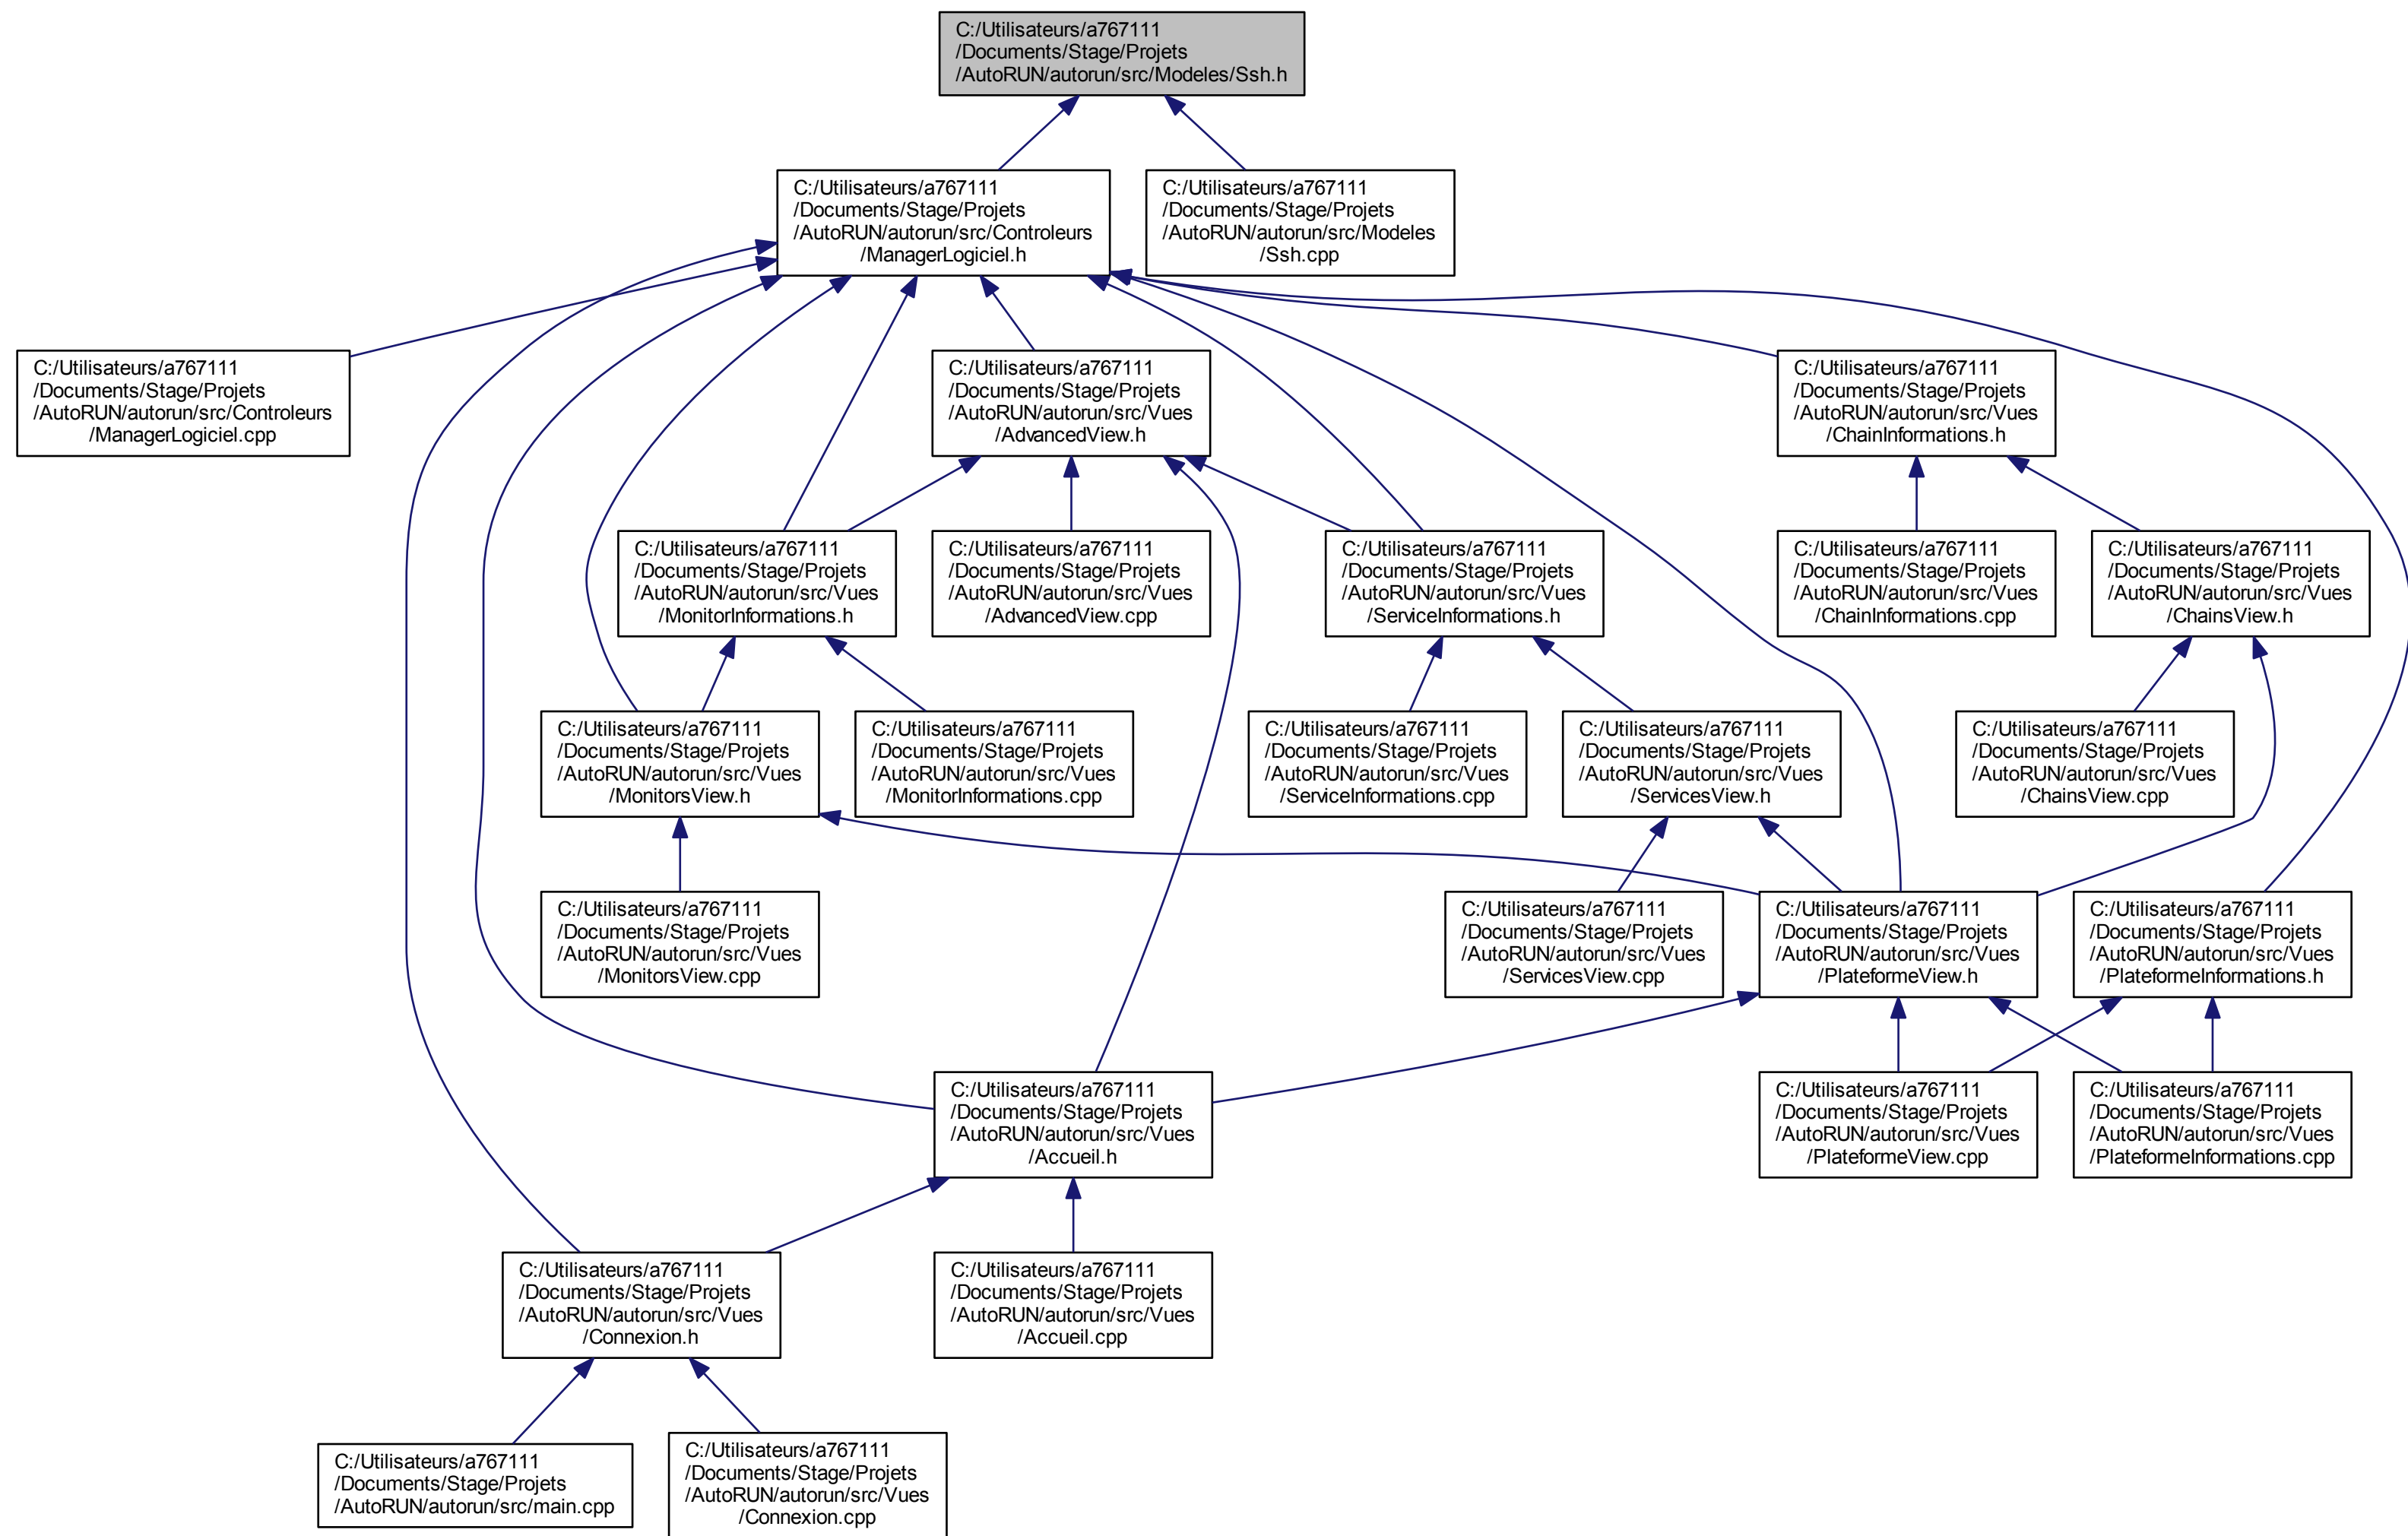 C:/Utilisateurs/a767111
/Documents/Stage/Projets
/AutoRUN/autorun/src/Modeles/Ssh.h
C:/Utilisateurs/a767111
/Documents/Stage/Projets
/AutoRUN/autorun/src/Controleurs
/ManagerLogiciel.h
C:/Utilisateurs/a767111
/Documents/Stage/Projets
/AutoRUN/autorun/src/Modeles
/Ssh.cpp
C:/Utilisateurs/a767111
/Documents/Stage/Projets
/AutoRUN/autorun/src/Controleurs
/ManagerLogiciel.cpp
C:/Utilisateurs/a767111
/Documents/Stage/Projets
/AutoRUN/autorun/src/Vues
/AdvancedView.h
C:/Utilisateurs/a767111
/Documents/Stage/Projets
/AutoRUN/autorun/src/Vues
/ChainInformations.h
C:/Utilisateurs/a767111
/Documents/Stage/Projets
/AutoRUN/autorun/src/Vues
/MonitorInformations.h
C:/Utilisateurs/a767111
/Documents/Stage/Projets
/AutoRUN/autorun/src/Vues
/AdvancedView.cpp
C:/Utilisateurs/a767111
/Documents/Stage/Projets
/AutoRUN/autorun/src/Vues
/ServiceInformations.h
C:/Utilisateurs/a767111
/Documents/Stage/Projets
/AutoRUN/autorun/src/Vues
/ChainInformations.cpp
C:/Utilisateurs/a767111
/Documents/Stage/Projets
/AutoRUN/autorun/src/Vues
/ChainsView.h
C:/Utilisateurs/a767111
/Documents/Stage/Projets
/AutoRUN/autorun/src/Vues
/MonitorsView.h
C:/Utilisateurs/a767111
/Documents/Stage/Projets
/AutoRUN/autorun/src/Vues
/MonitorInformations.cpp
C:/Utilisateurs/a767111
/Documents/Stage/Projets
/AutoRUN/autorun/src/Vues
/ServiceInformations.cpp
C:/Utilisateurs/a767111
/Documents/Stage/Projets
/AutoRUN/autorun/src/Vues
/ServicesView.h
C:/Utilisateurs/a767111
/Documents/Stage/Projets
/AutoRUN/autorun/src/Vues
/ChainsView.cpp
C:/Utilisateurs/a767111
/Documents/Stage/Projets
/AutoRUN/autorun/src/Vues
/MonitorsView.cpp
C:/Utilisateurs/a767111
/Documents/Stage/Projets
/AutoRUN/autorun/src/Vues
/ServicesView.cpp
C:/Utilisateurs/a767111
/Documents/Stage/Projets
/AutoRUN/autorun/src/Vues
/PlateformeView.h
C:/Utilisateurs/a767111
/Documents/Stage/Projets
/AutoRUN/autorun/src/Vues
/PlateformeInformations.h
C:/Utilisateurs/a767111
/Documents/Stage/Projets
/AutoRUN/autorun/src/Vues
/Accueil.h
C:/Utilisateurs/a767111
/Documents/Stage/Projets
/AutoRUN/autorun/src/Vues
/PlateformeView.cpp
C:/Utilisateurs/a767111
/Documents/Stage/Projets
/AutoRUN/autorun/src/Vues
/PlateformeInformations.cpp
C:/Utilisateurs/a767111
/Documents/Stage/Projets
/AutoRUN/autorun/src/Vues
/Connexion.h
C:/Utilisateurs/a767111
/Documents/Stage/Projets
/AutoRUN/autorun/src/Vues
/Accueil.cpp
C:/Utilisateurs/a767111
/Documents/Stage/Projets
/AutoRUN/autorun/src/main.cpp
C:/Utilisateurs/a767111
/Documents/Stage/Projets
/AutoRUN/autorun/src/Vues
/Connexion.cpp